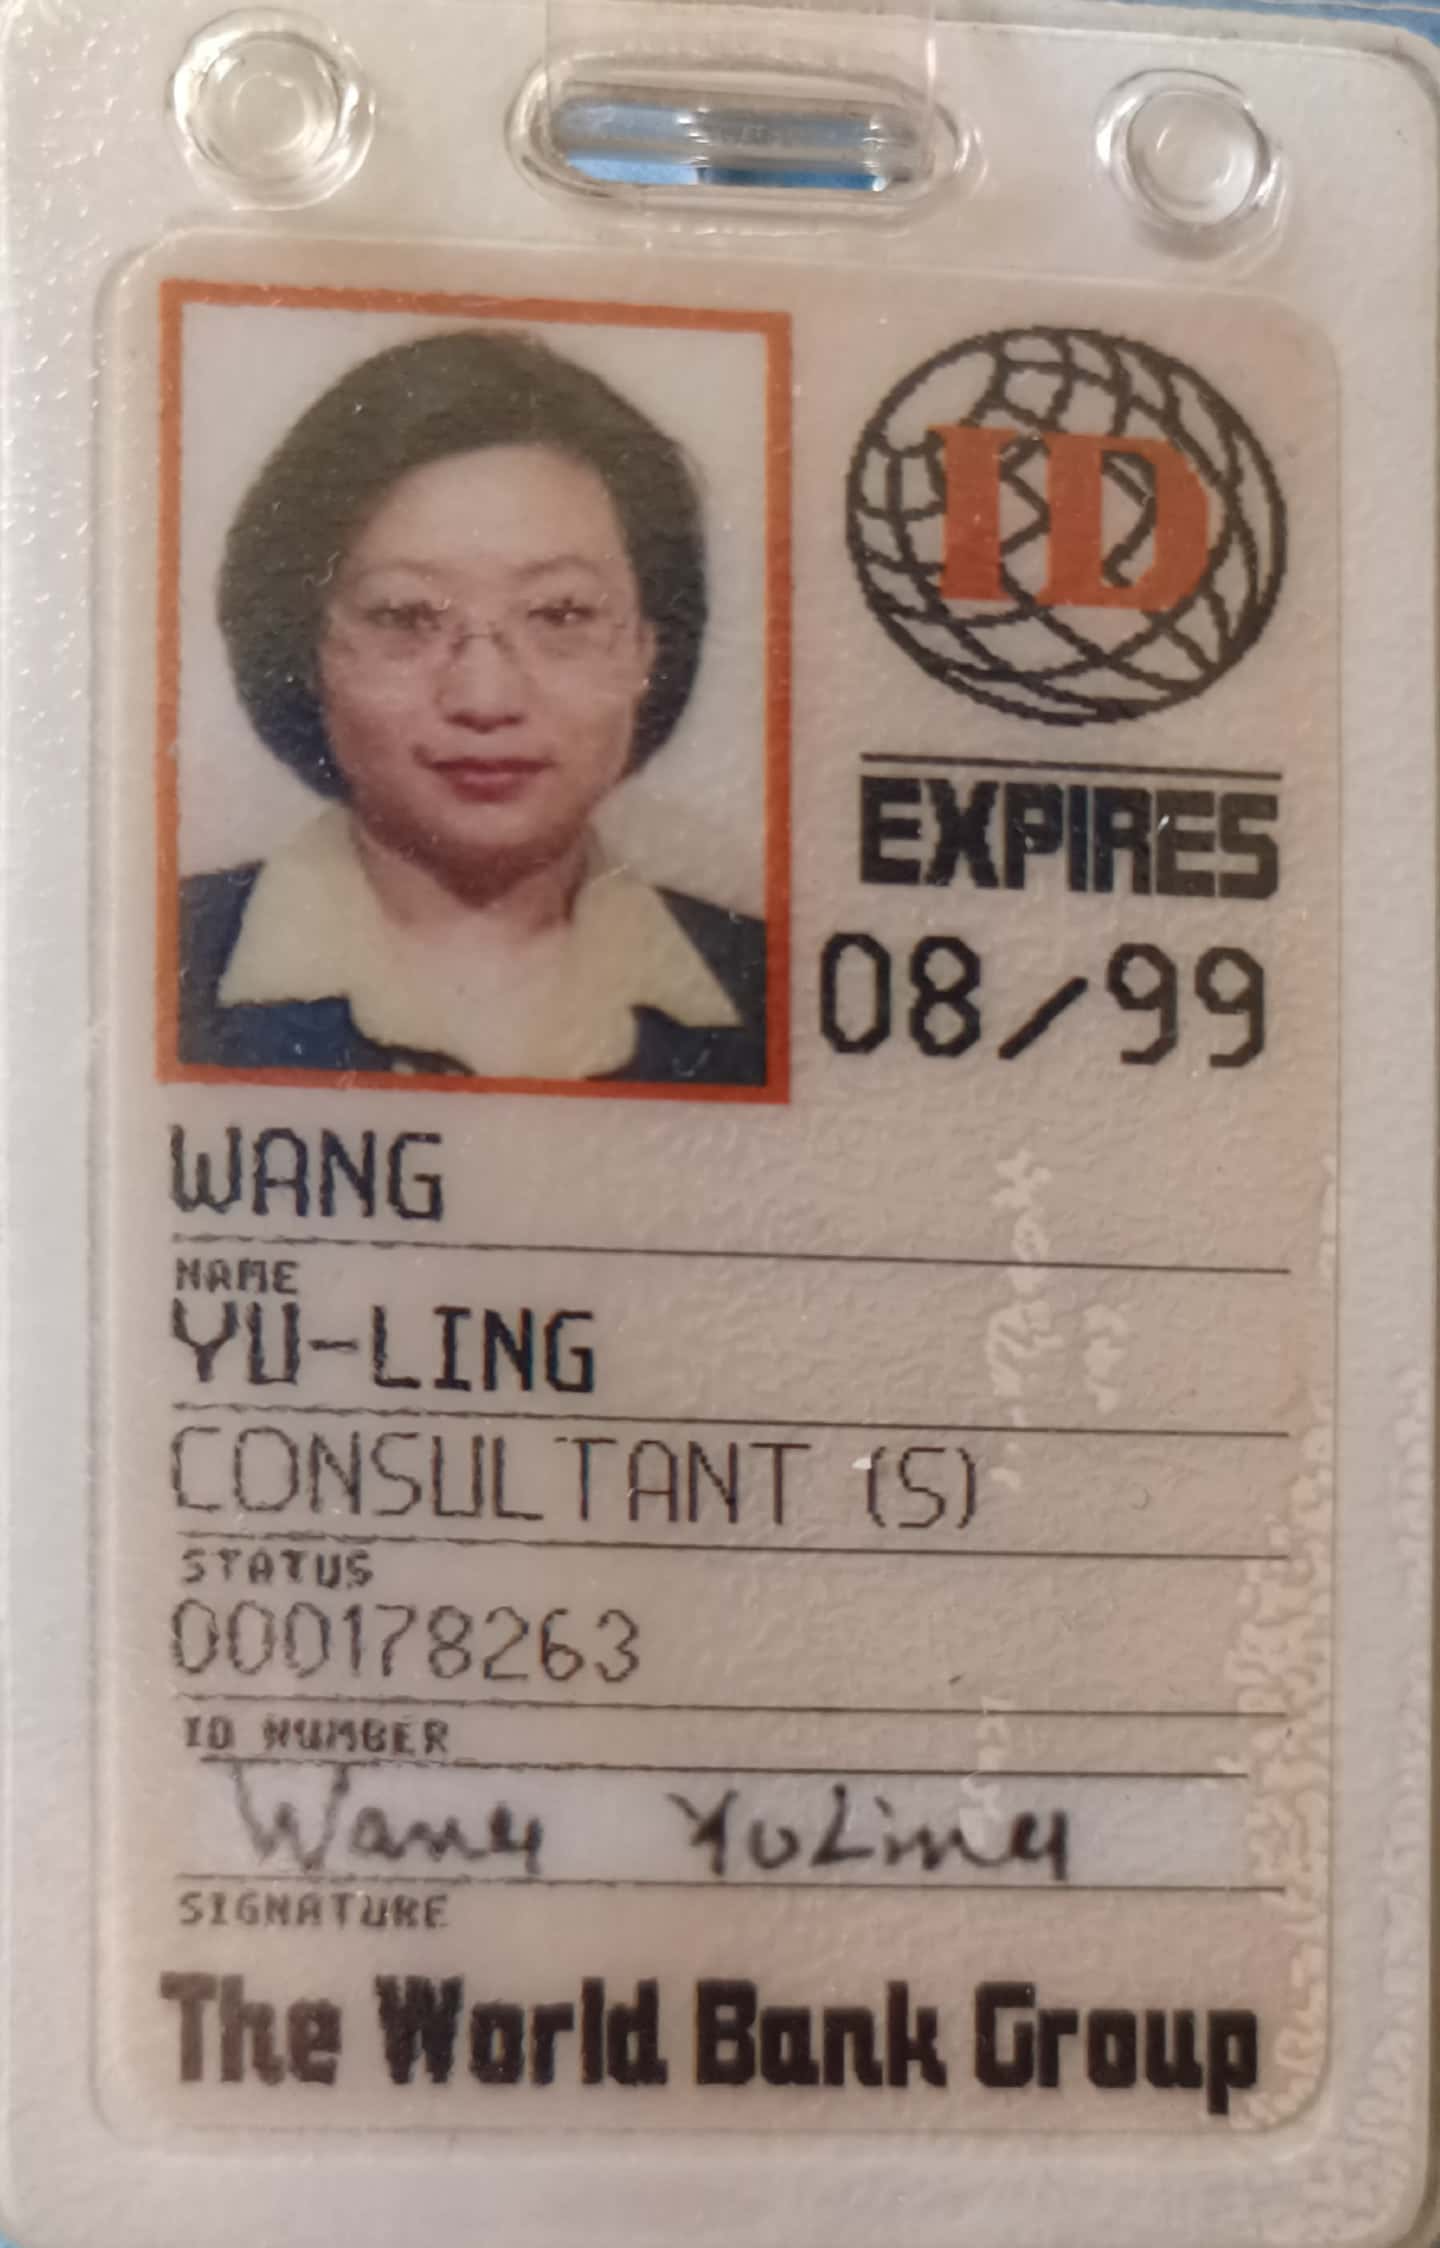 ID
EXPIRES
08/99
WANG
NAME
YU-LING
CONSULTANT (S)
STATUS
000178263
ID NUMBER
Wang YuLing
SIGNATURE
The World Bank Group